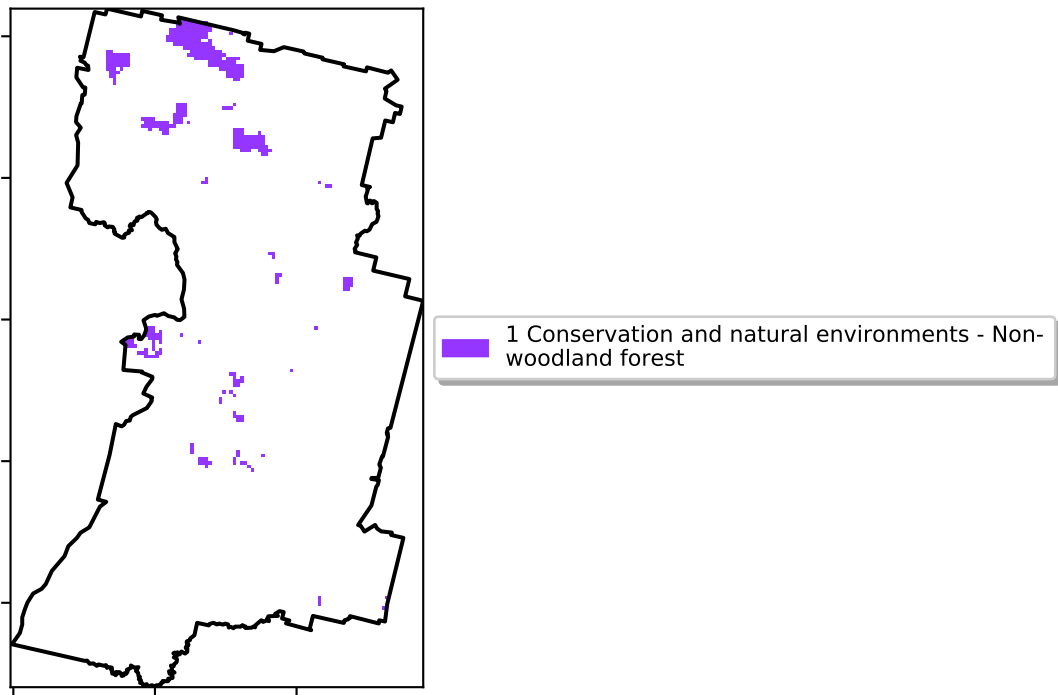 1 Conservation and natural environments - Non-
woodland forest